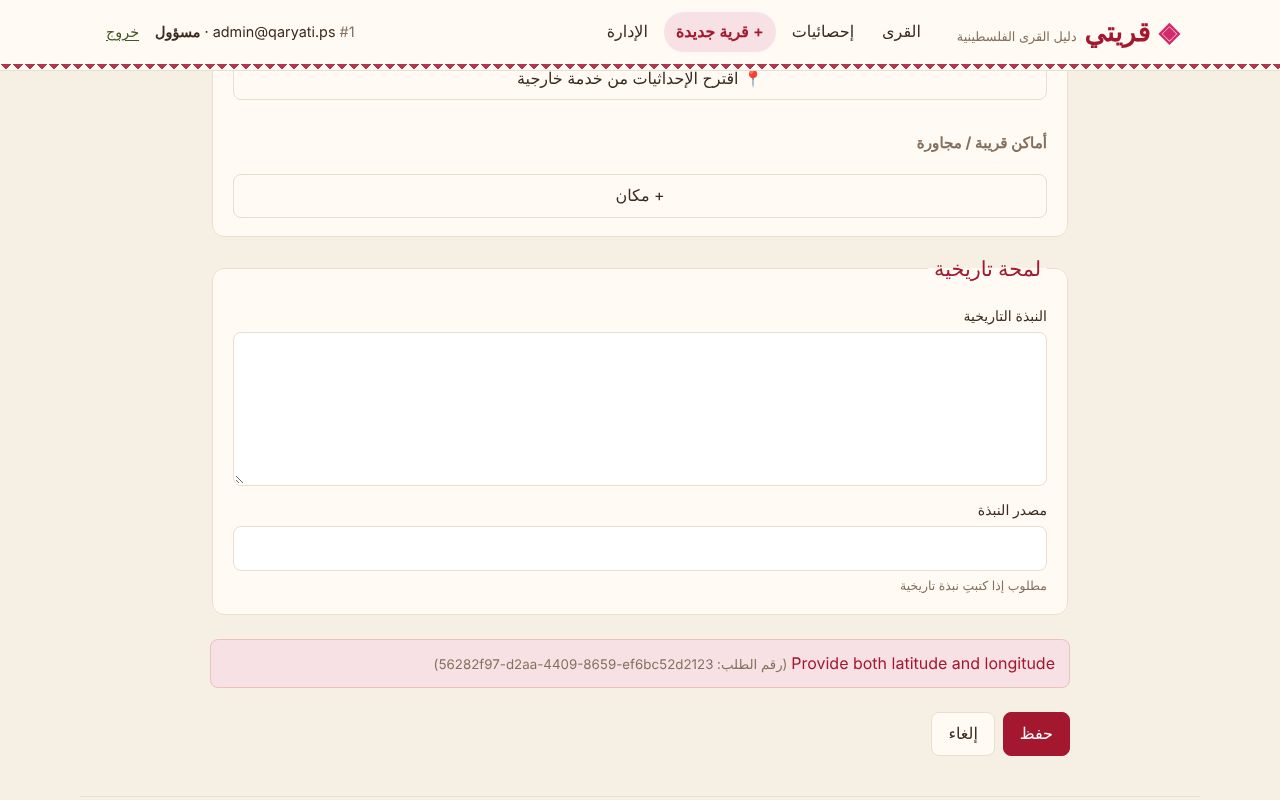 ◈ قريتي دليل القرى الفلسطينية
القرى
إحصائيات
+ قرية جديدة
الإدارة
#1 admin@qaryati.ps · مسؤول
خروج
📍 اقترح الإحداثيات من خدمة خارجية
أماكن قريبة / مجاورة
+ مكان
لمحة تاريخية
النبذة التاريخية
مصدر النبذة
مطلوب إذا كتبتِ نبذة تاريخية
Provide both latitude and longitude (رقم الطلب: 56282f97-d2aa-4409-8659-ef6bc52d2123)
حفظ
إلغاء